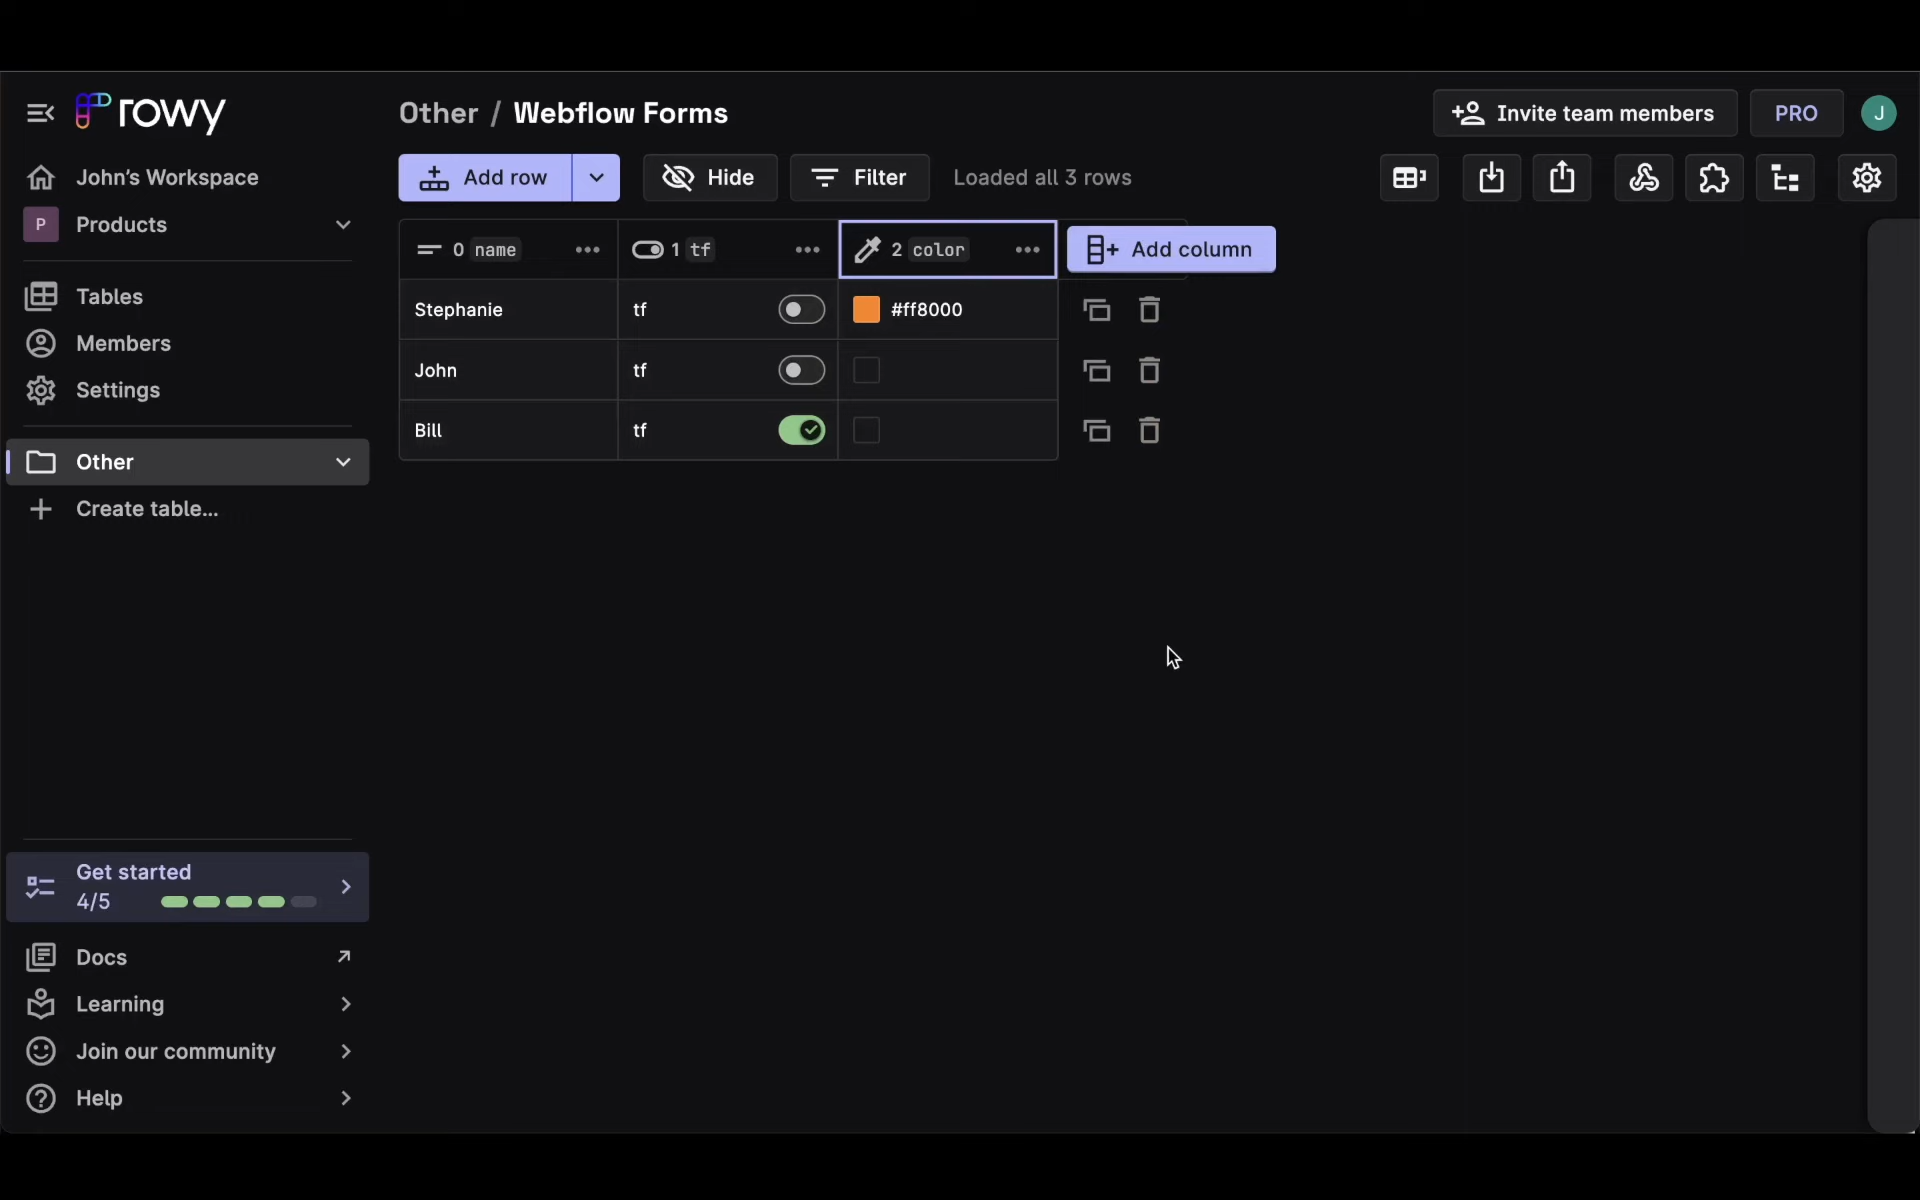 rowy
Other / Webflow Forms
Invite team members
PRO
J
John's Workspace
P Products
Add row
Hide
Filter
Loaded all 3 rows
0 name
1 tf
2 color
Add column
Tables
Members
Settings
Stephanie tf #ff8000
John tf
Bill tf
Other
Create table...
Get started
4/5
Docs
Learning
Join our community
Help